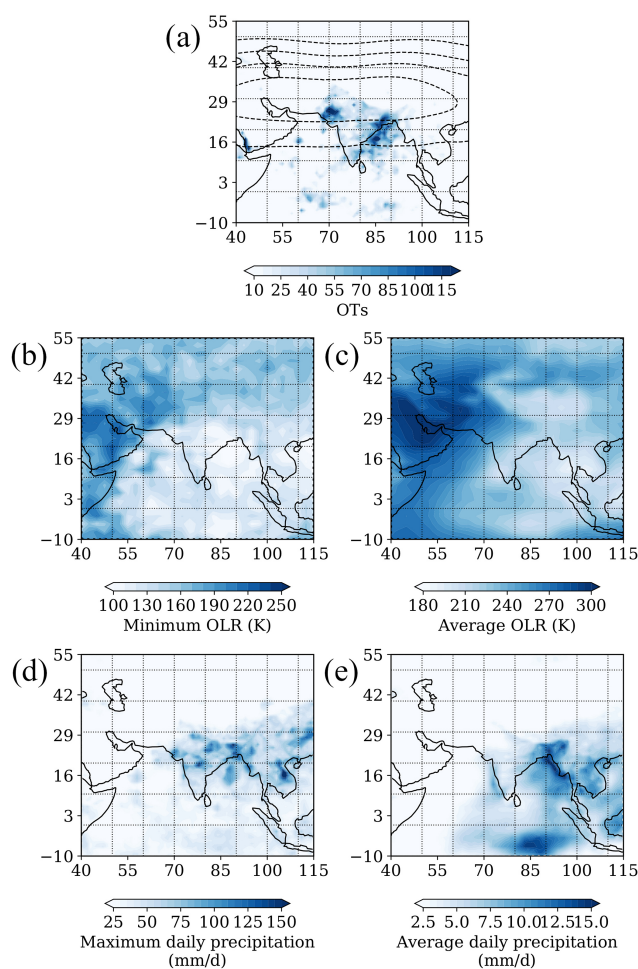 (a)
55
42
29
16
3
−10
40 55 70 85 100 115
10 25 40 55 70 85 100 115
OTs
(b) (c)
55 55
42 42
29 29
16 16
3 3
−10 −10
40 55 70 85 100 115 40 55 70 85 100 115
100 130 160 190 220 250 180 210 240 270 300
Minimum OLR (K) Average OLR (K)
(d) (e)
55 55
42 42
29 29
16 16
3 3
−10 −10
40 55 70 85 100 115 40 55 70 85 100 115
25 50 75 100 125 150 2.5 5.0 7.5 10.0 12.5 15.0
Maximum daily precipitation Average daily precipitation
(mm/d) (mm/d)